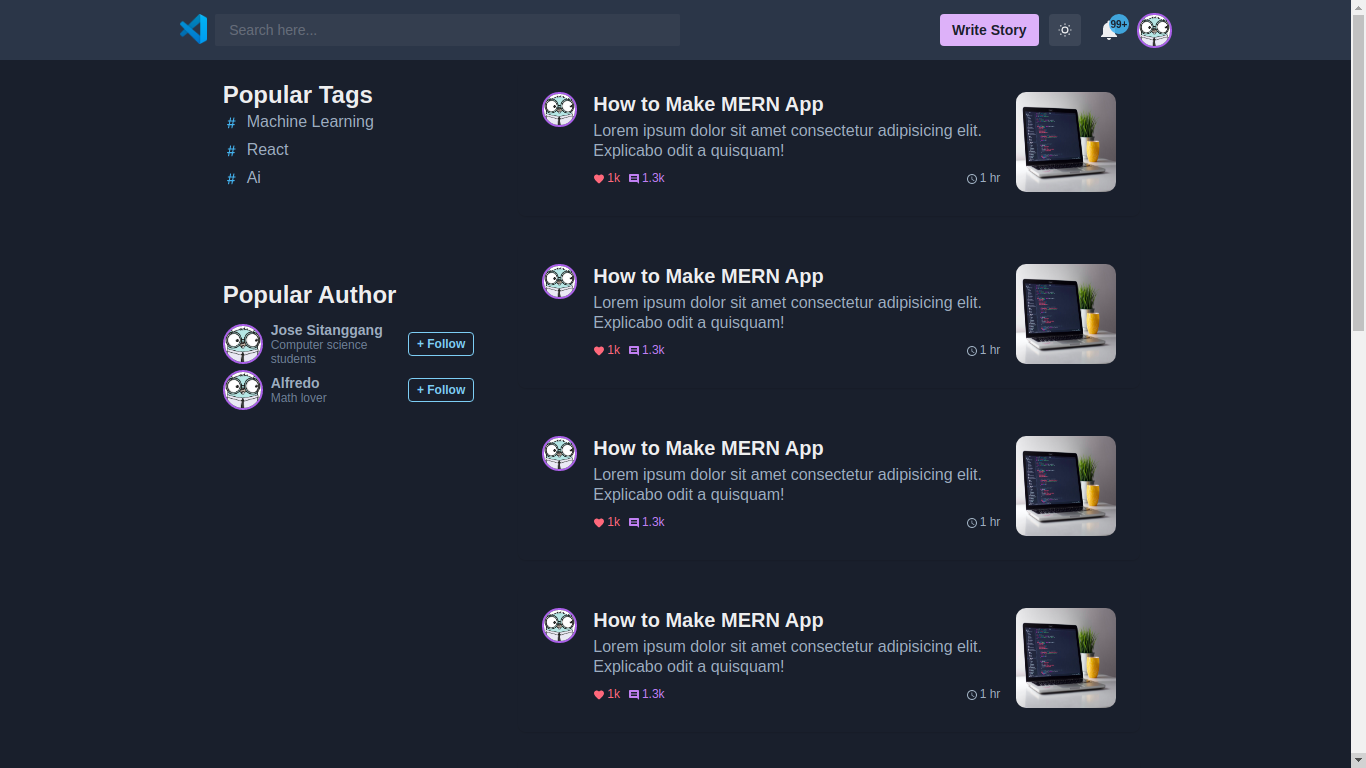 Search here...
Write Story
99+
Popular Tags
# Machine Learning
# React
# Ai
Popular Author
Jose Sitanggang
Computer science
students
+ Follow
Alfredo
Math lover
+ Follow
How to Make MERN App
Lorem ipsum dolor sit amet consectetur adipisicing elit.
Explicabo odit a quisquam!
1k 1.3k 1 hr
How to Make MERN App
Lorem ipsum dolor sit amet consectetur adipisicing elit.
Explicabo odit a quisquam!
1k 1.3k 1 hr
How to Make MERN App
Lorem ipsum dolor sit amet consectetur adipisicing elit.
Explicabo odit a quisquam!
1k 1.3k 1 hr
How to Make MERN App
Lorem ipsum dolor sit amet consectetur adipisicing elit.
Explicabo odit a quisquam!
1k 1.3k 1 hr